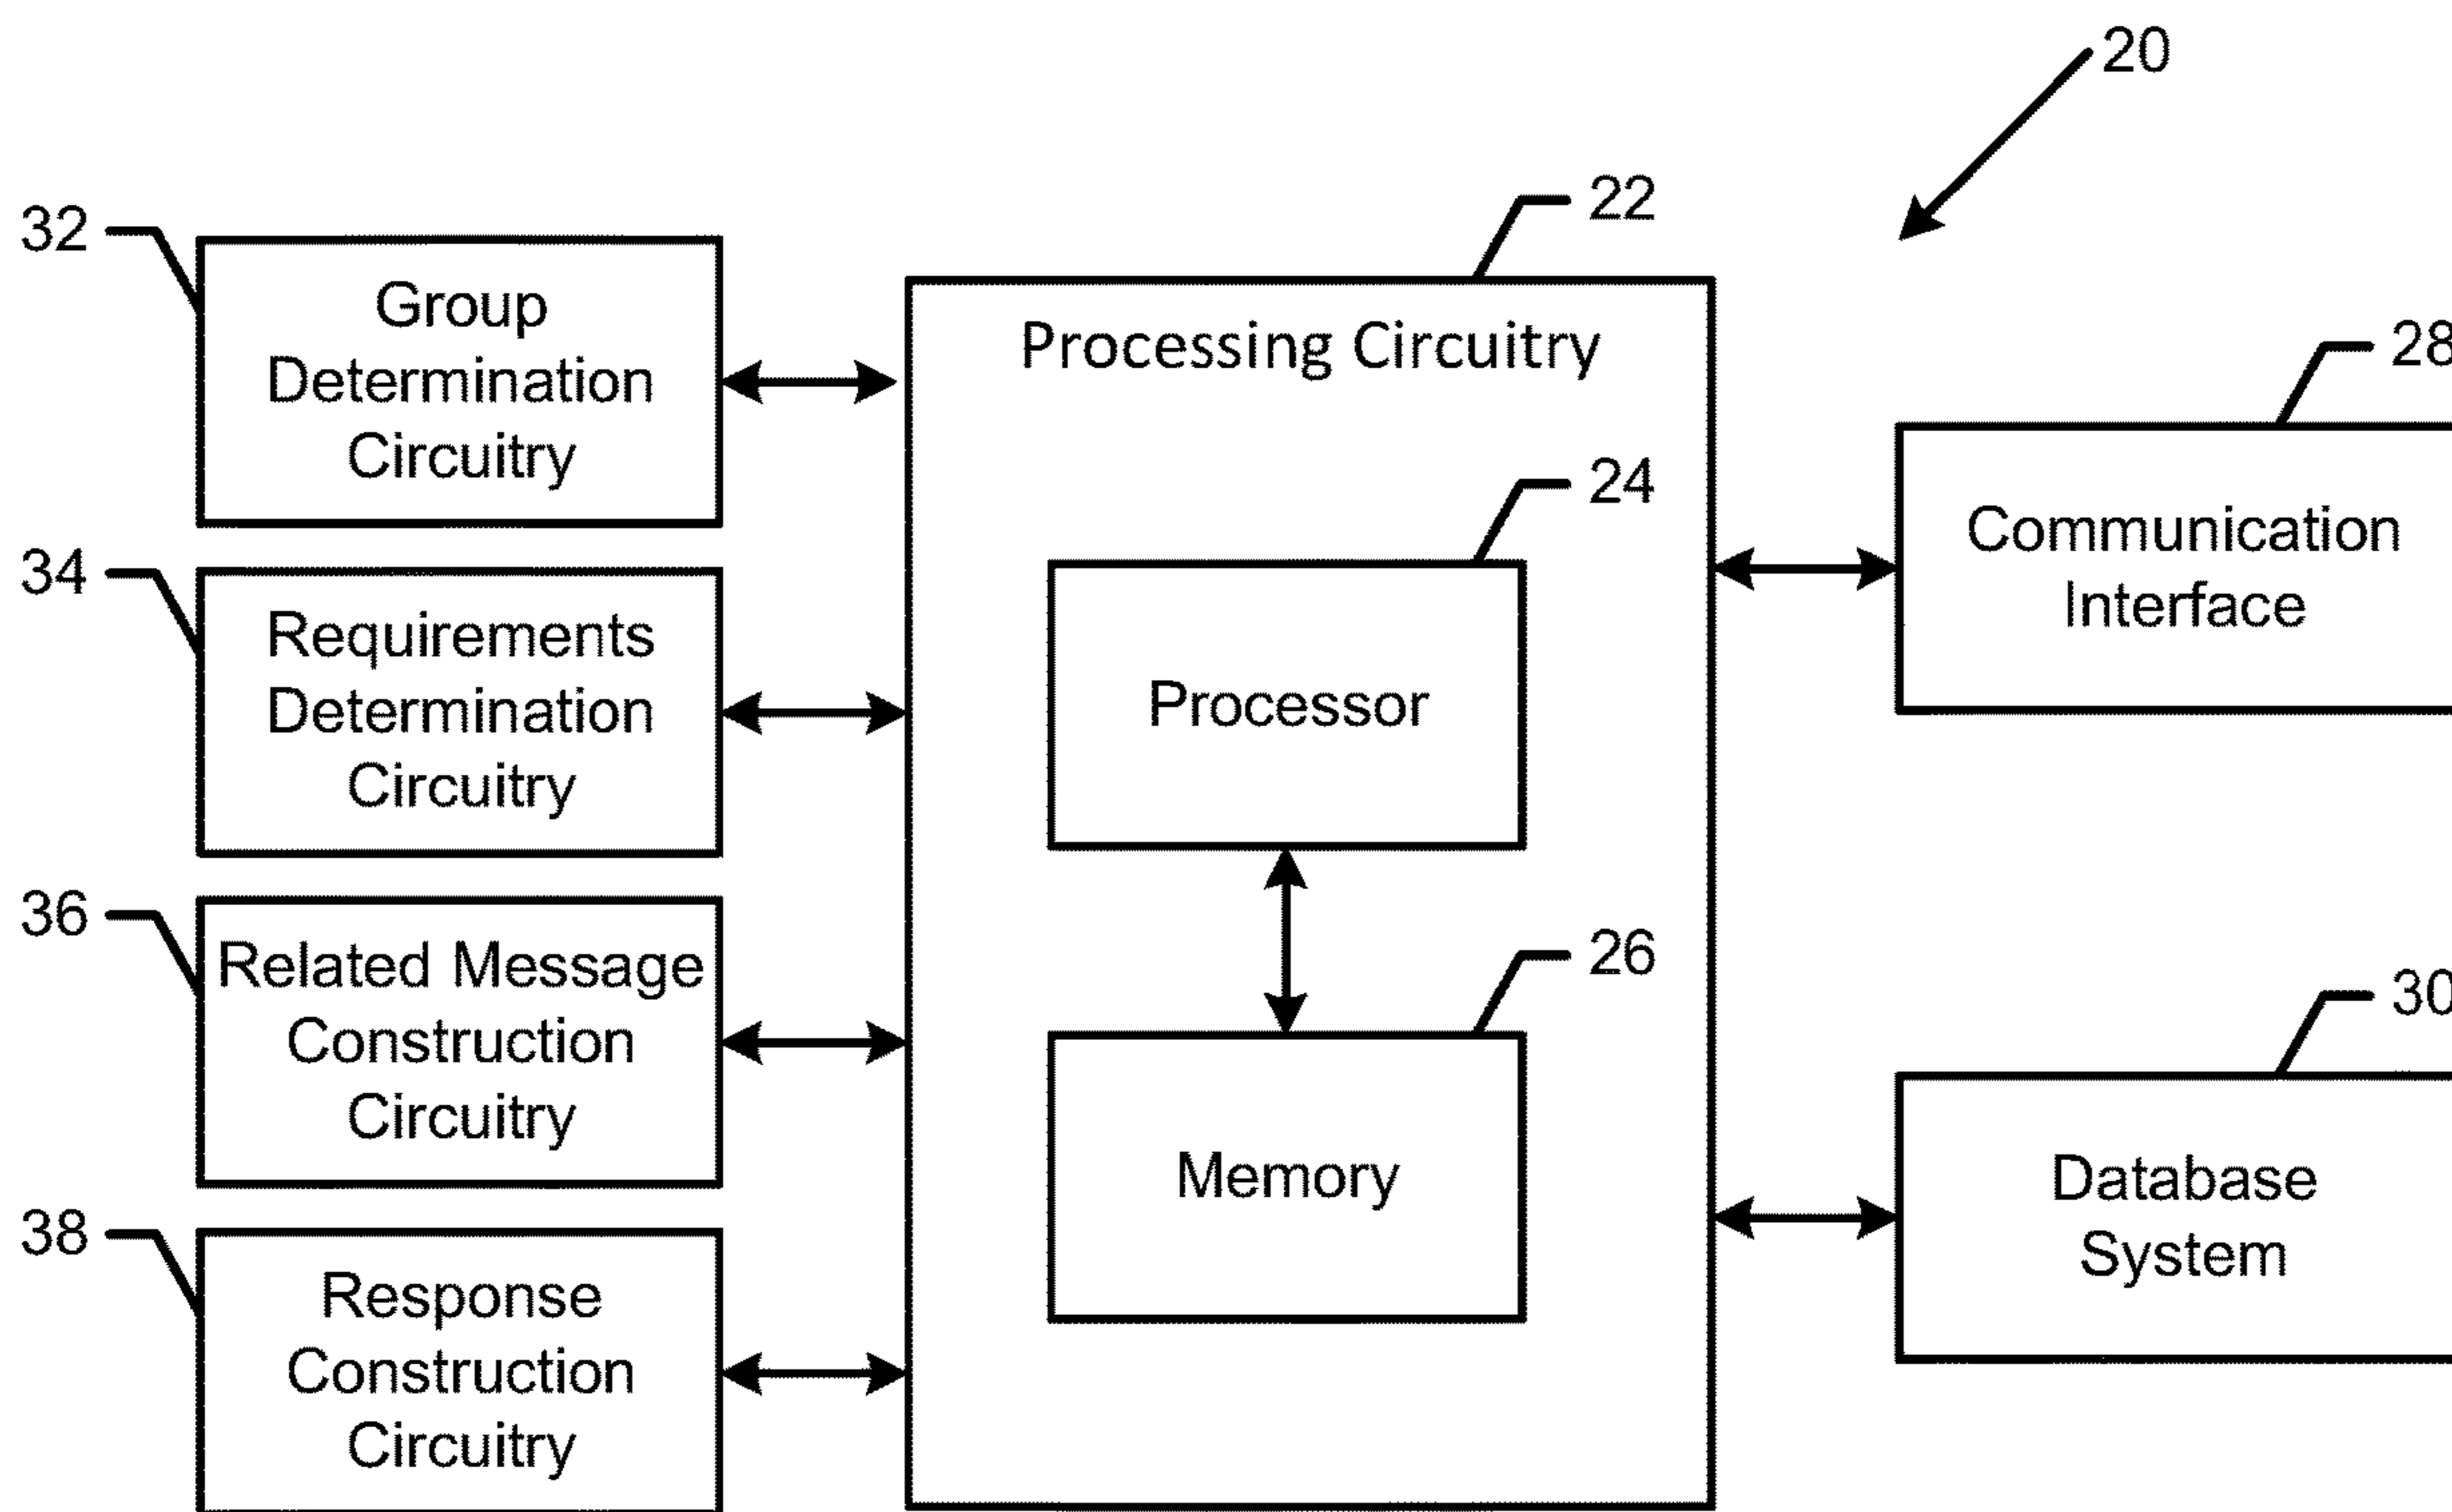 20
22
32
Group
Determination
Circuitry
Processing Circuitry
28
Communication
Interface
24
Processor
34
Requirements
Determination
Circuitry
36
Related Message
Construction
Circuitry
26
Memory
30
Database
System
38
Response
Construction
Circuitry